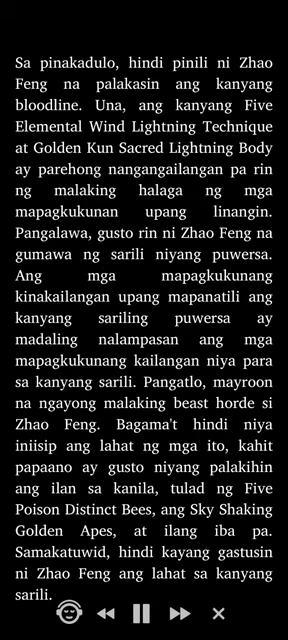 Sa pinakadulo, hindi pinili ni Zhao
Feng na palakasin ang kanyang
bloodline. Una, ang kanyang Five
Elemental Wind Lightning Technique
at Golden Kun Sacred Lightning Body
ay parehong nangangailangan pa rin
ng malaking halaga ng mga
mapagkukunan upang linangin.
Pangalawa, gusto rin ni Zhao Feng na
gumawa ng sarili niyang puwersa.
Ang mga mapagkukunang
kinakailangan upang mapanatili ang
kanyang sariling puwersa ay
madaling nalampasan ang mga
mapagkukunang kailangan niya para
sa kanyang sarili. Pangatlo, mayroon
na ngayong malaking beast horde si
Zhao Feng. Bagama't hindi niya
iniisip ang lahat ng mga ito, kahit
papaano ay gusto niyang palakihin
ang ilan sa kanila, tulad ng Five
Poison Distinct Bees, ang Sky Shaking
Golden Apes, at ilang iba pa.
Samakatuwid, hindi kayang gastusin
ni Zhao Feng ang lahat sa kanyang
sarili.